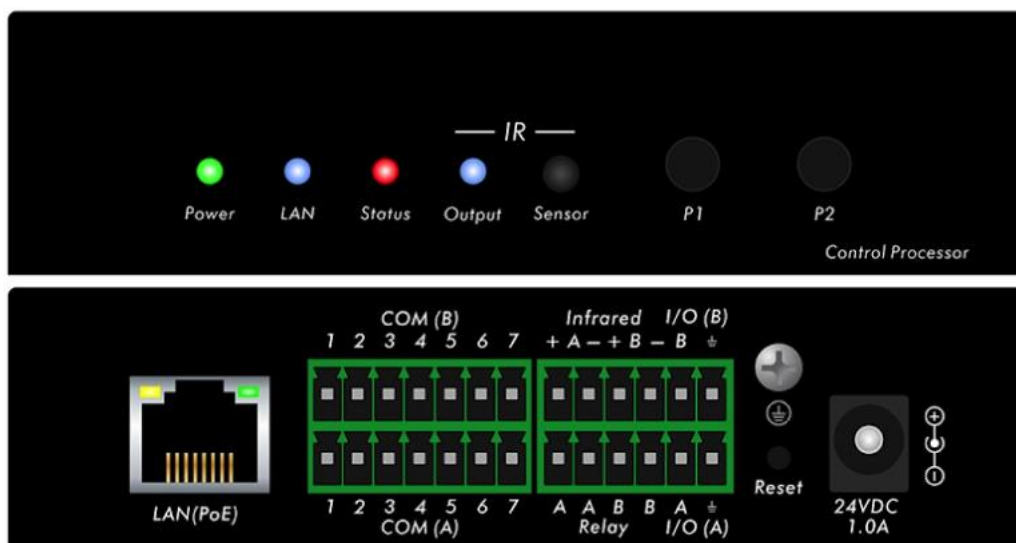 IR
Power LAN Status Output Sensor P1 P2
Control Processor
COM (B) Infrared I/O (B)
1 2 3 4 5 6 7 + A − + B − B ⏚
Reset
LAN(PoE)
1 2 3 4 5 6 7 A A B B A ⏚
COM (A) Relay I/O (A)
24VDC
1.0A